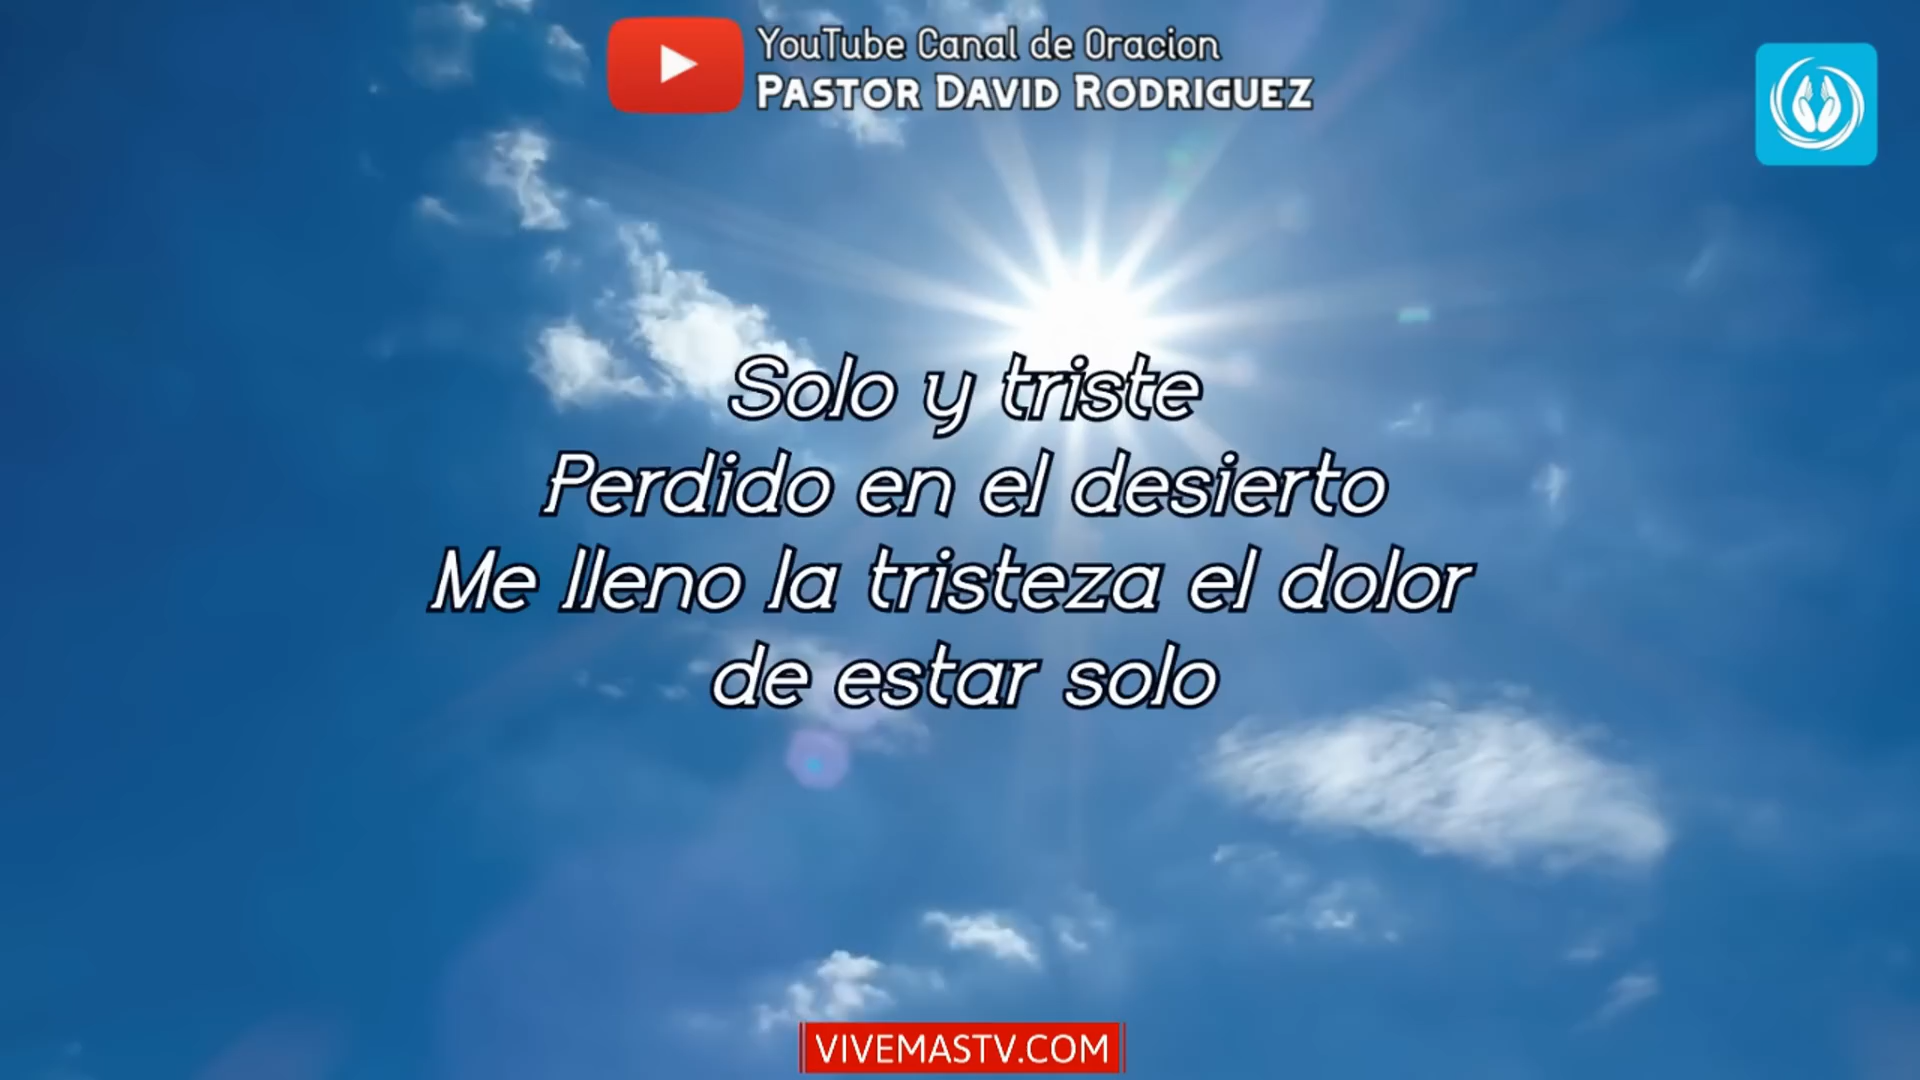 YouTube Canal de Oracion
PASTOR DAVID RODRIGUEZ
Solo y triste
Perdido en el desierto
Me lleno la tristeza el dolor
de estar solo
VIVEMASTV.COM